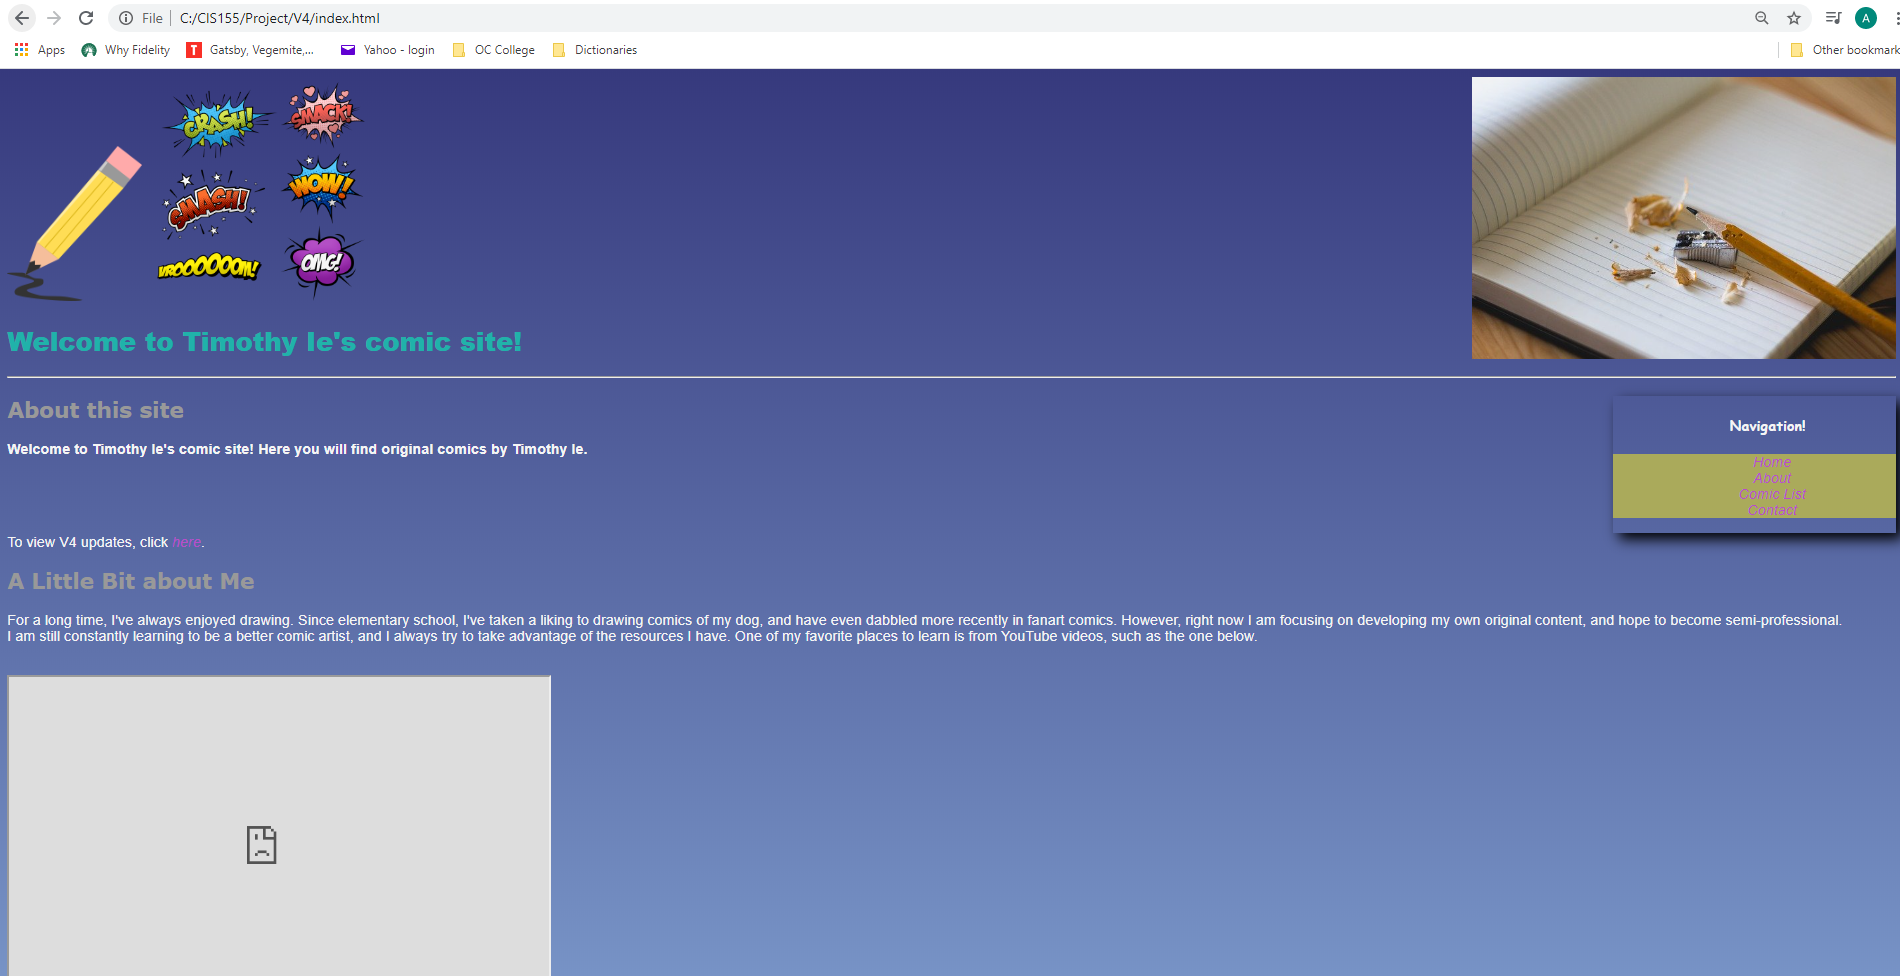 File | C:/CIS155/Project/V4/index.html
A
Apps Why Fidelity T Gatsby, Vegemite,... Yahoo - login OC College Dictionaries Other bookmark
CRASH! SMACK!
SMASH! WOW!
VROOOOOOM! OMG!
Welcome to Timothy le's comic site!
About this site
Welcome to Timothy le's comic site! Here you will find original comics by Timothy le.
Navigation!
Home
About
Comic List
Contact
To view V4 updates, click here.
A Little Bit about Me
For a long time, I've always enjoyed drawing. Since elementary school, I've taken a liking to drawing comics of my dog, and have even dabbled more recently in fanart comics. However, right now I am focusing on developing my own original content, and hope to become semi-professional.
I am still constantly learning to be a better comic artist, and I always try to take advantage of the resources I have. One of my favorite places to learn is from YouTube videos, such as the one below.